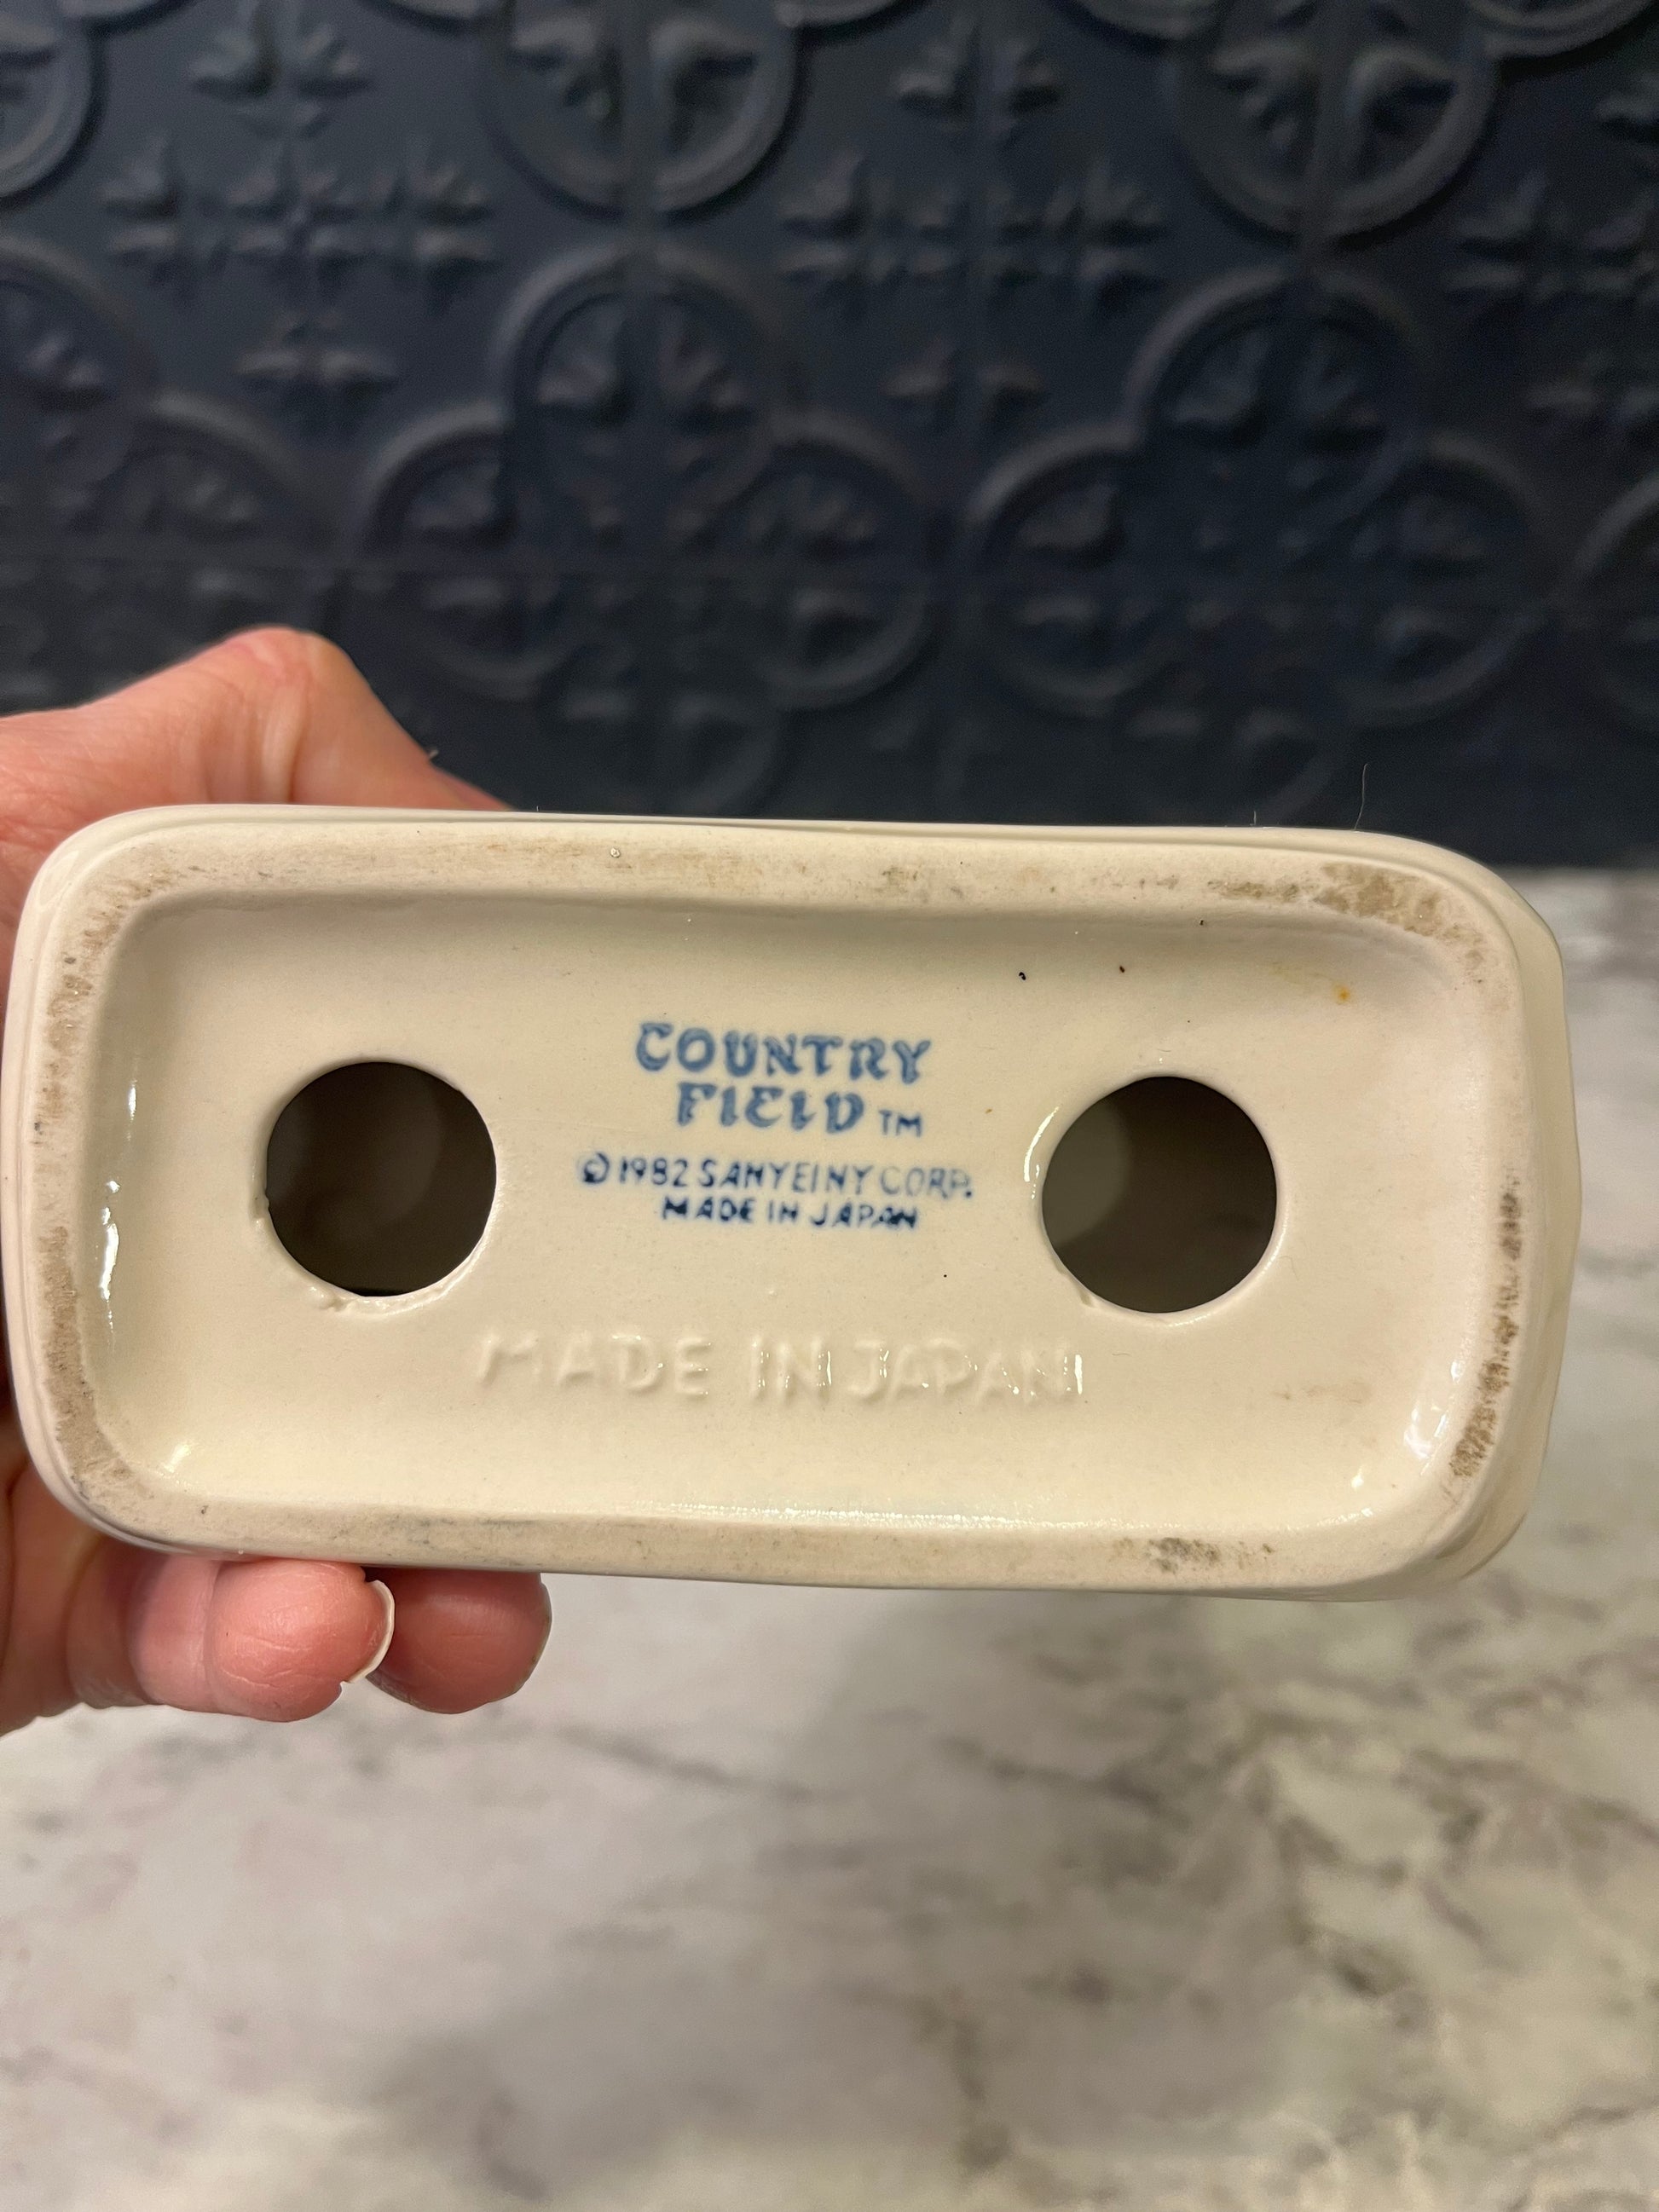 COUNTRY
FIELD TM
© 1982 SANYEI NY CORP.
MADE IN JAPAN
MADE IN JAPAN